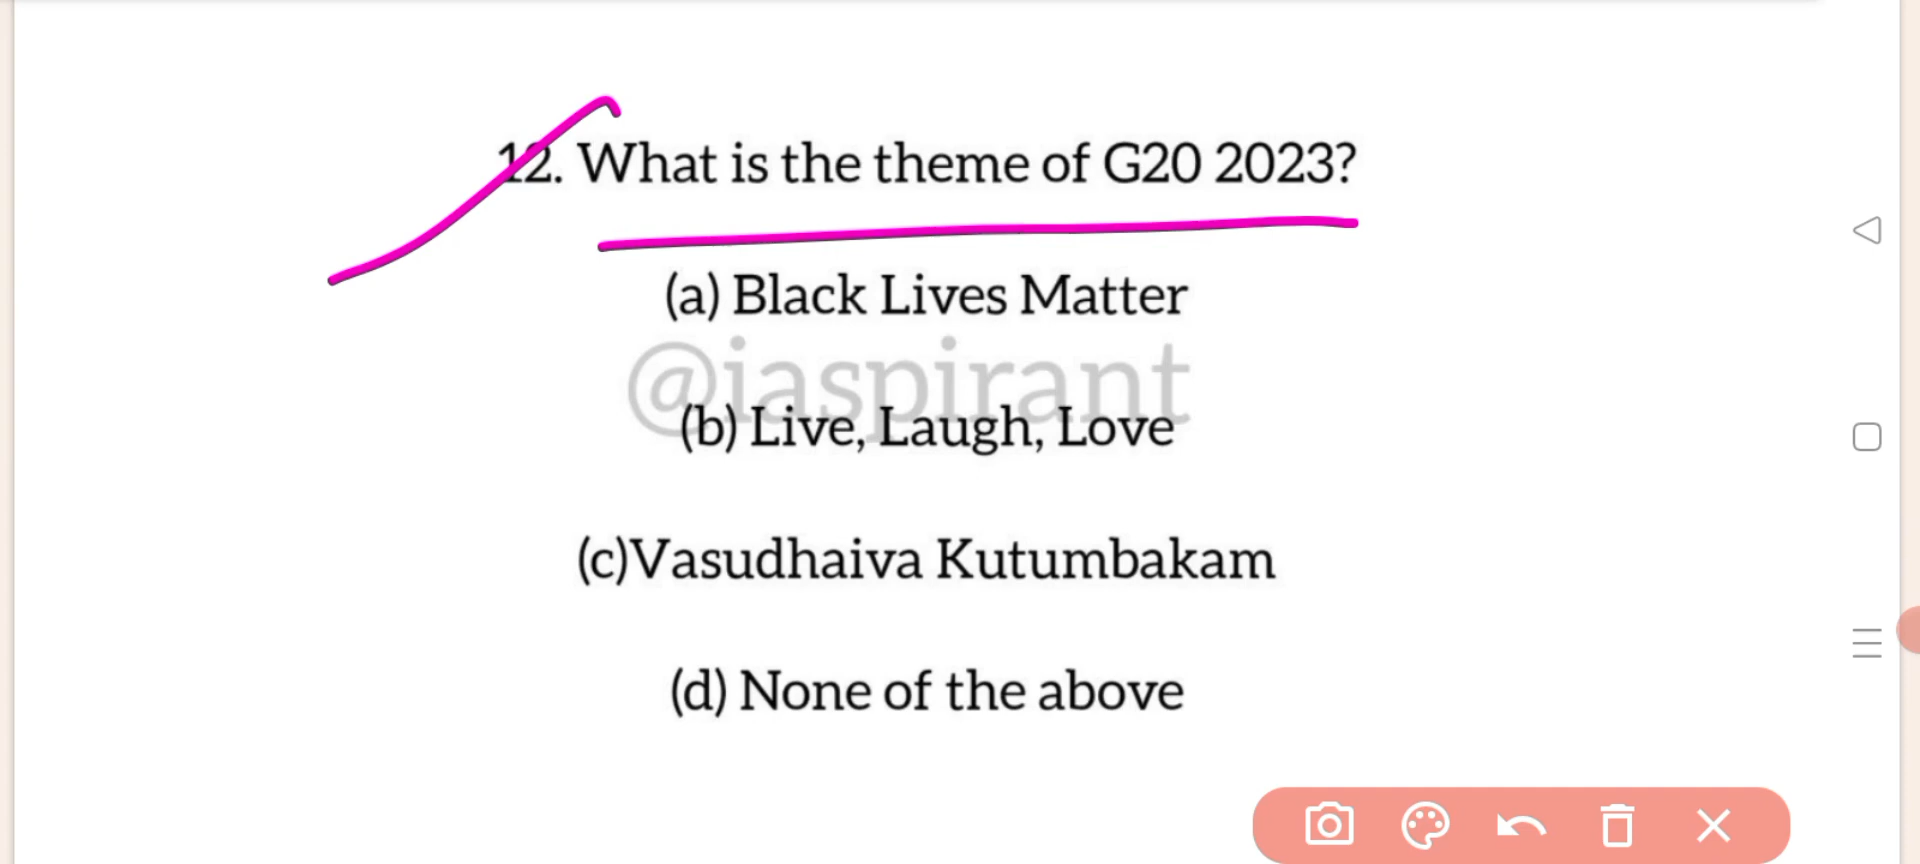 12. What is the theme of G20 2023?
(a) Black Lives Matter
@iaspirant
(b) Live, Laugh, Love
(c)Vasudhaiva Kutumbakam
(d) None of the above